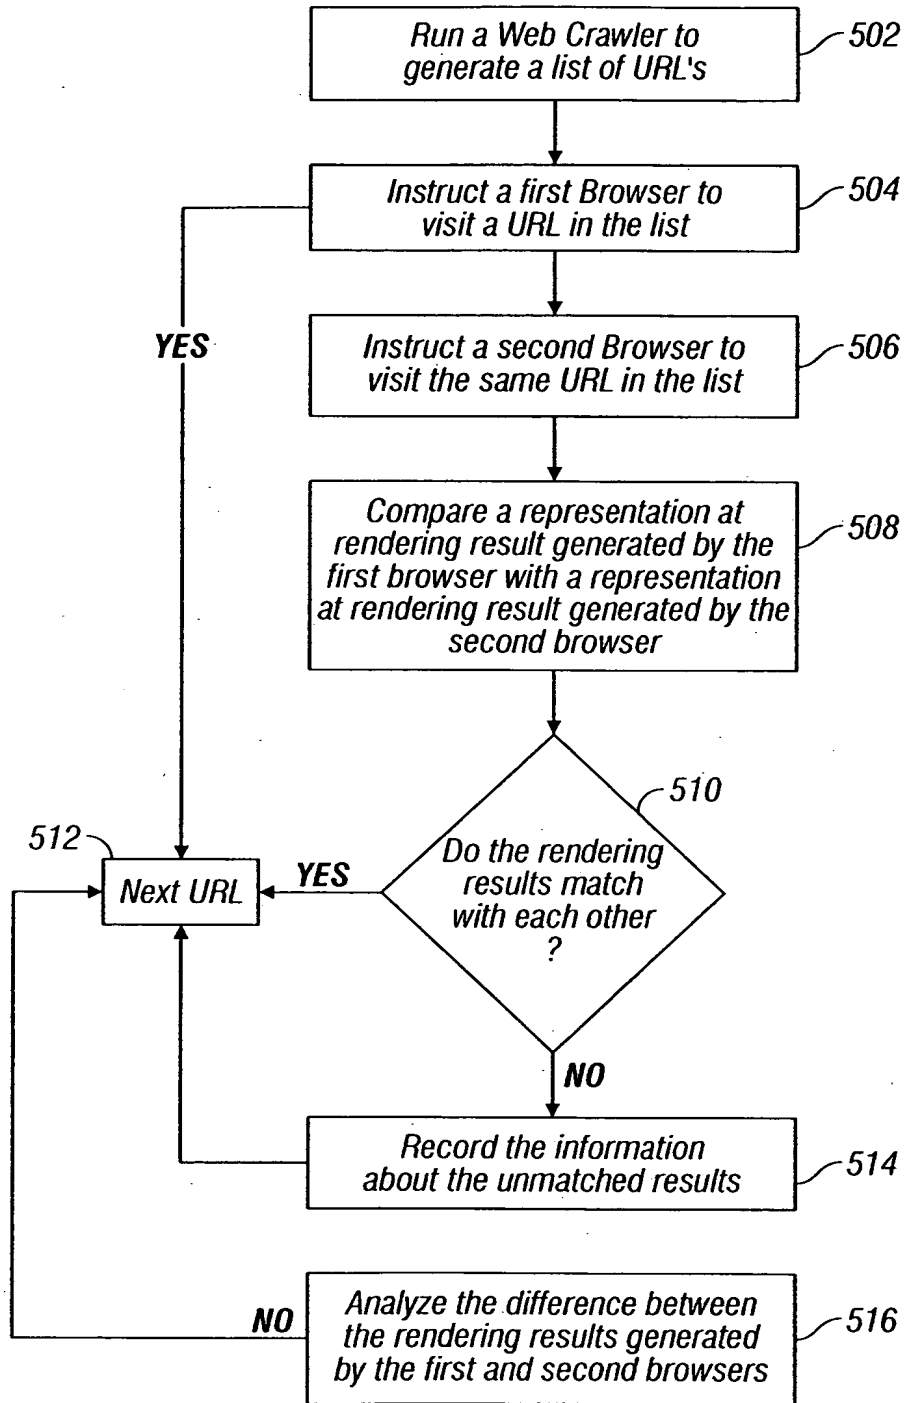 Run a Web Crawler to
generate a list of URL's
502
Instruct a first Browser to
visit a URL in the list
504
YES
Instruct a second Browser to
visit the same URL in the list
506
Compare a representation at
rendering result generated by the
first browser with a representation
at rendering result generated by the
second browser
508
510
Do the rendering
results match
with each other
?
YES
512
Next URL
NO
Record the information
about the unmatched results
514
NO
Analyze the difference between
the rendering results generated
by the first and second browsers
516